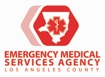 EMERGENCY MEDICAL
SERVICES AGENCY
LOS ANGELES COUNTY